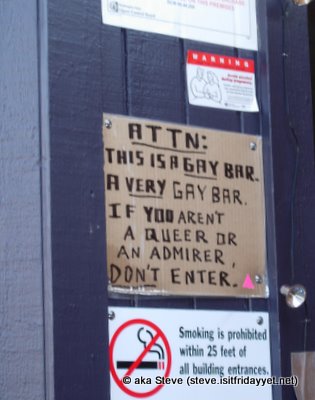 WARNING
ATTN:
THIS IS A GAY BAR.
A VERY GAY BAR.
IF YOU AREN'T
A QUEER OR
AN ADMIRER,
DON'T ENTER.
Smoking is prohibited
within 25 feet of
all building entrances.
© aka Steve (steve.isitfridayyet.net)